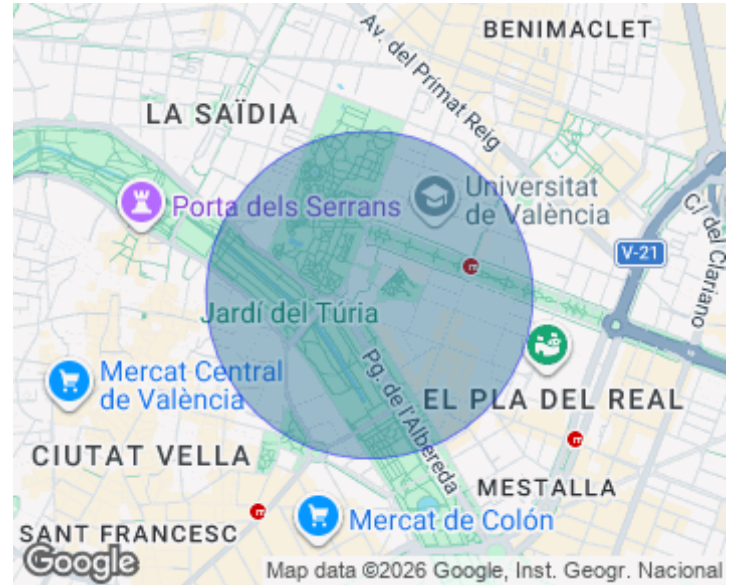 BENIMACLET
Av. del Primat Reig
LA SAÏDIA
Universitat
de València
Porta dels Serrans
C/ del Clariano
V-21
Jardí del Túria
Pg. de l'Albereda
Mercat Central
de València
EL PLA DEL REAL
CIUTAT VELLA
MESTALLA
Mercat de Colón
SANT FRANCESC
Google
Map data ©2026 Google, Inst. Geogr. Nacional